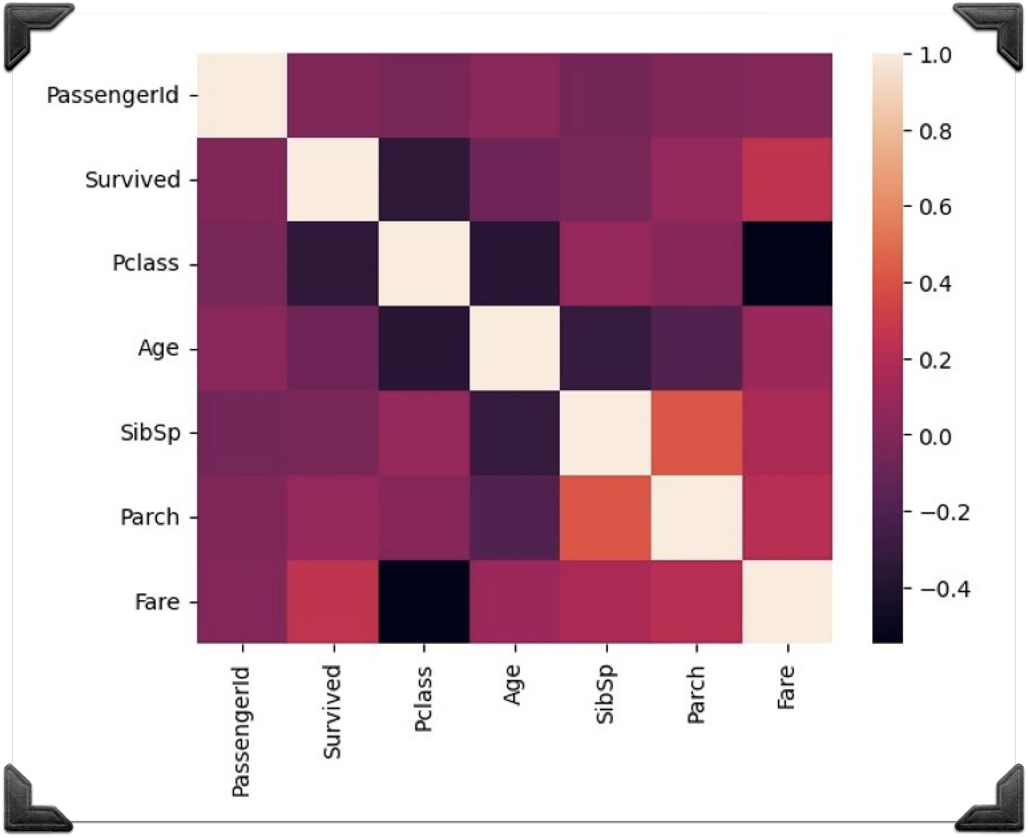 PassengerId
Survived
Pclass
Age
SibSp
Parch
Fare
PassengerId
Survived
Pclass
Age
SibSp
Parch
Fare
1.0
0.8
0.6
0.4
0.2
0.0
−0.2
−0.4